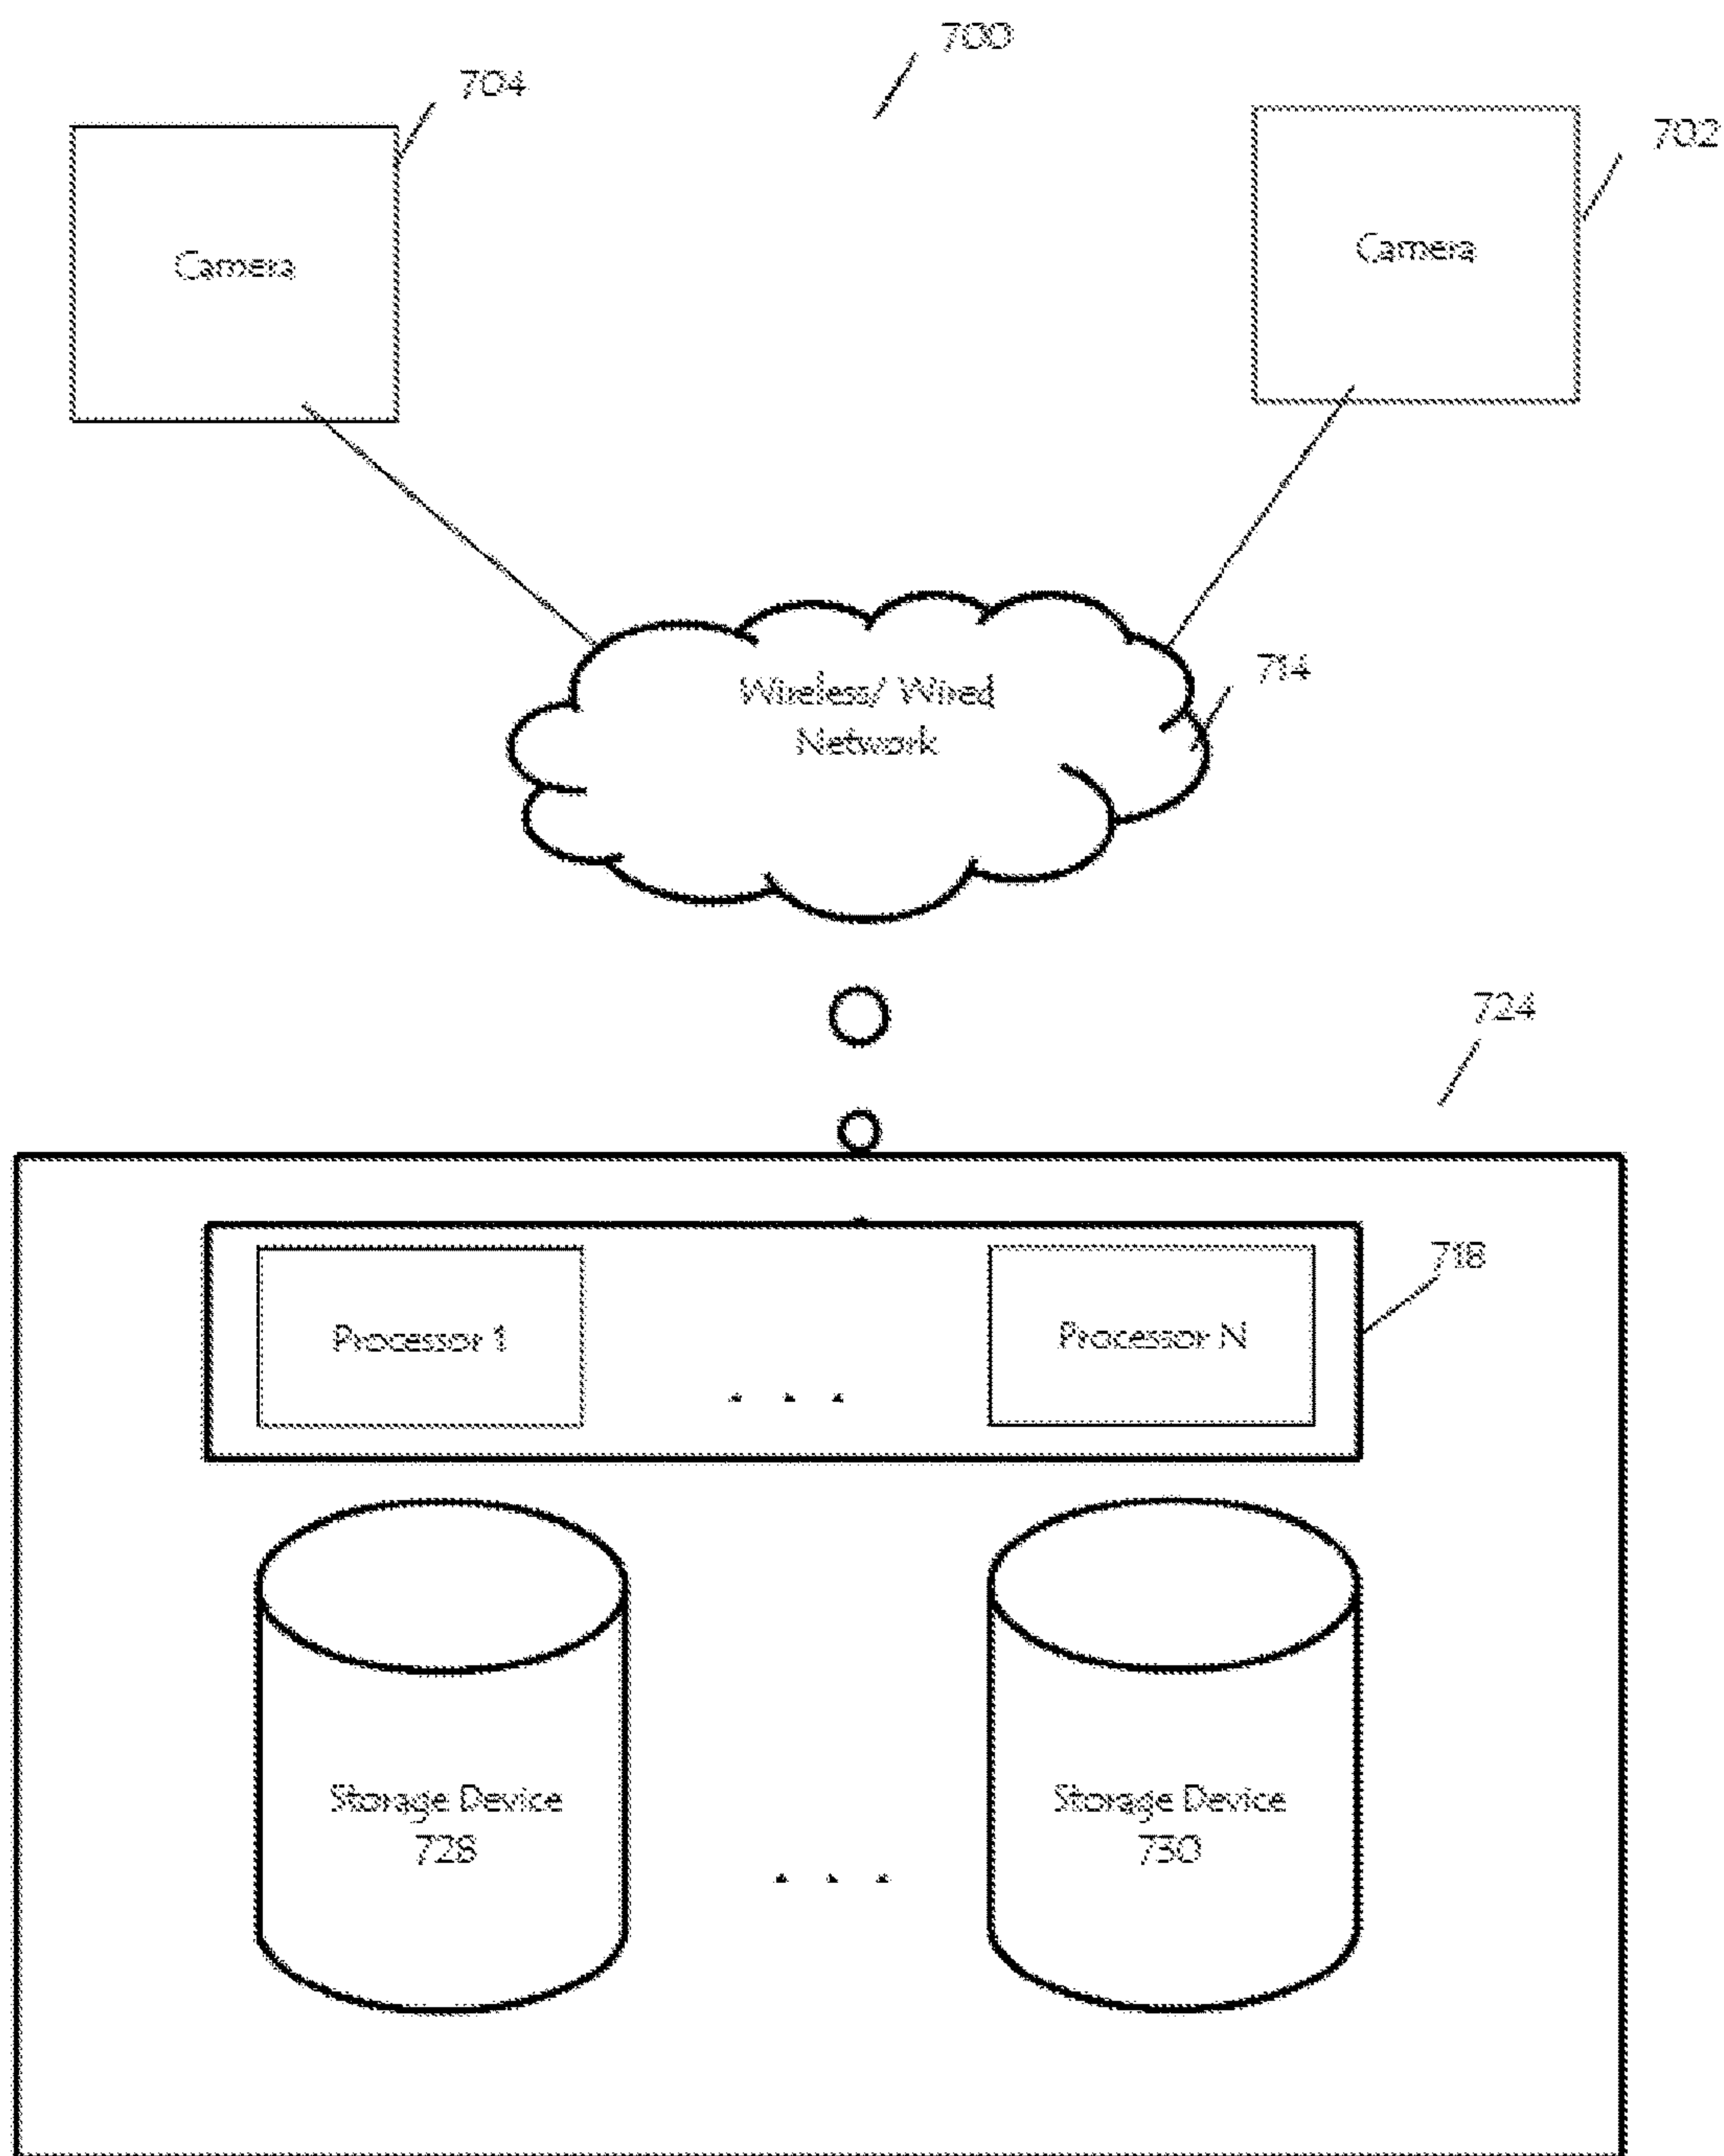 700
704
702
Camera
Camera
714
Wireless/ Wired
Network
724
718
Processor 1
. . .
Processor N
Storage Device
728
. . .
Storage Device
730